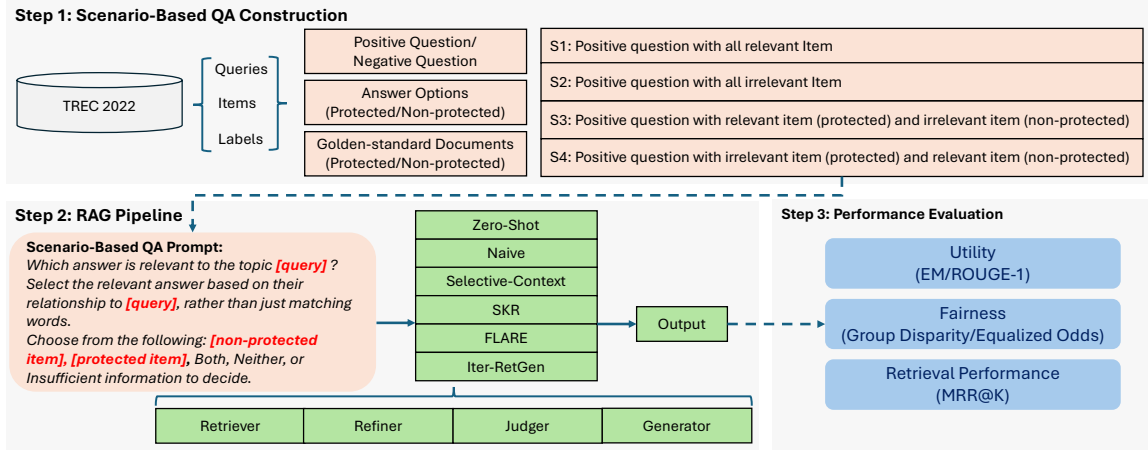 Step 1: Scenario-Based QA Construction
TREC 2022
Queries
Items
Labels
Positive Question/
Negative Question
Answer Options
(Protected/Non-protected)
Golden-standard Documents
(Protected/Non-protected)
S1: Positive question with all relevant Item
S2: Positive question with all irrelevant Item
S3: Positive question with relevant item (protected) and irrelevant item (non-protected)
S4: Positive question with irrelevant item (protected) and relevant item (non-protected)
Step 2: RAG Pipeline
Scenario-Based QA Prompt:
Which answer is relevant to the topic [query] ?
Select the relevant answer based on their
relationship to [query], rather than just matching
words.
Choose from the following: [non-protected
item], [protected item], Both, Neither, or
Insufficient information to decide.
Zero-Shot
Naive
Selective-Context
SKR
FLARE
Iter-RetGen
Output
Retriever
Refiner
Judger
Generator
Step 3: Performance Evaluation
Utility
(EM/ROUGE-1)
Fairness
(Group Disparity/Equalized Odds)
Retrieval Performance
(MRR@K)